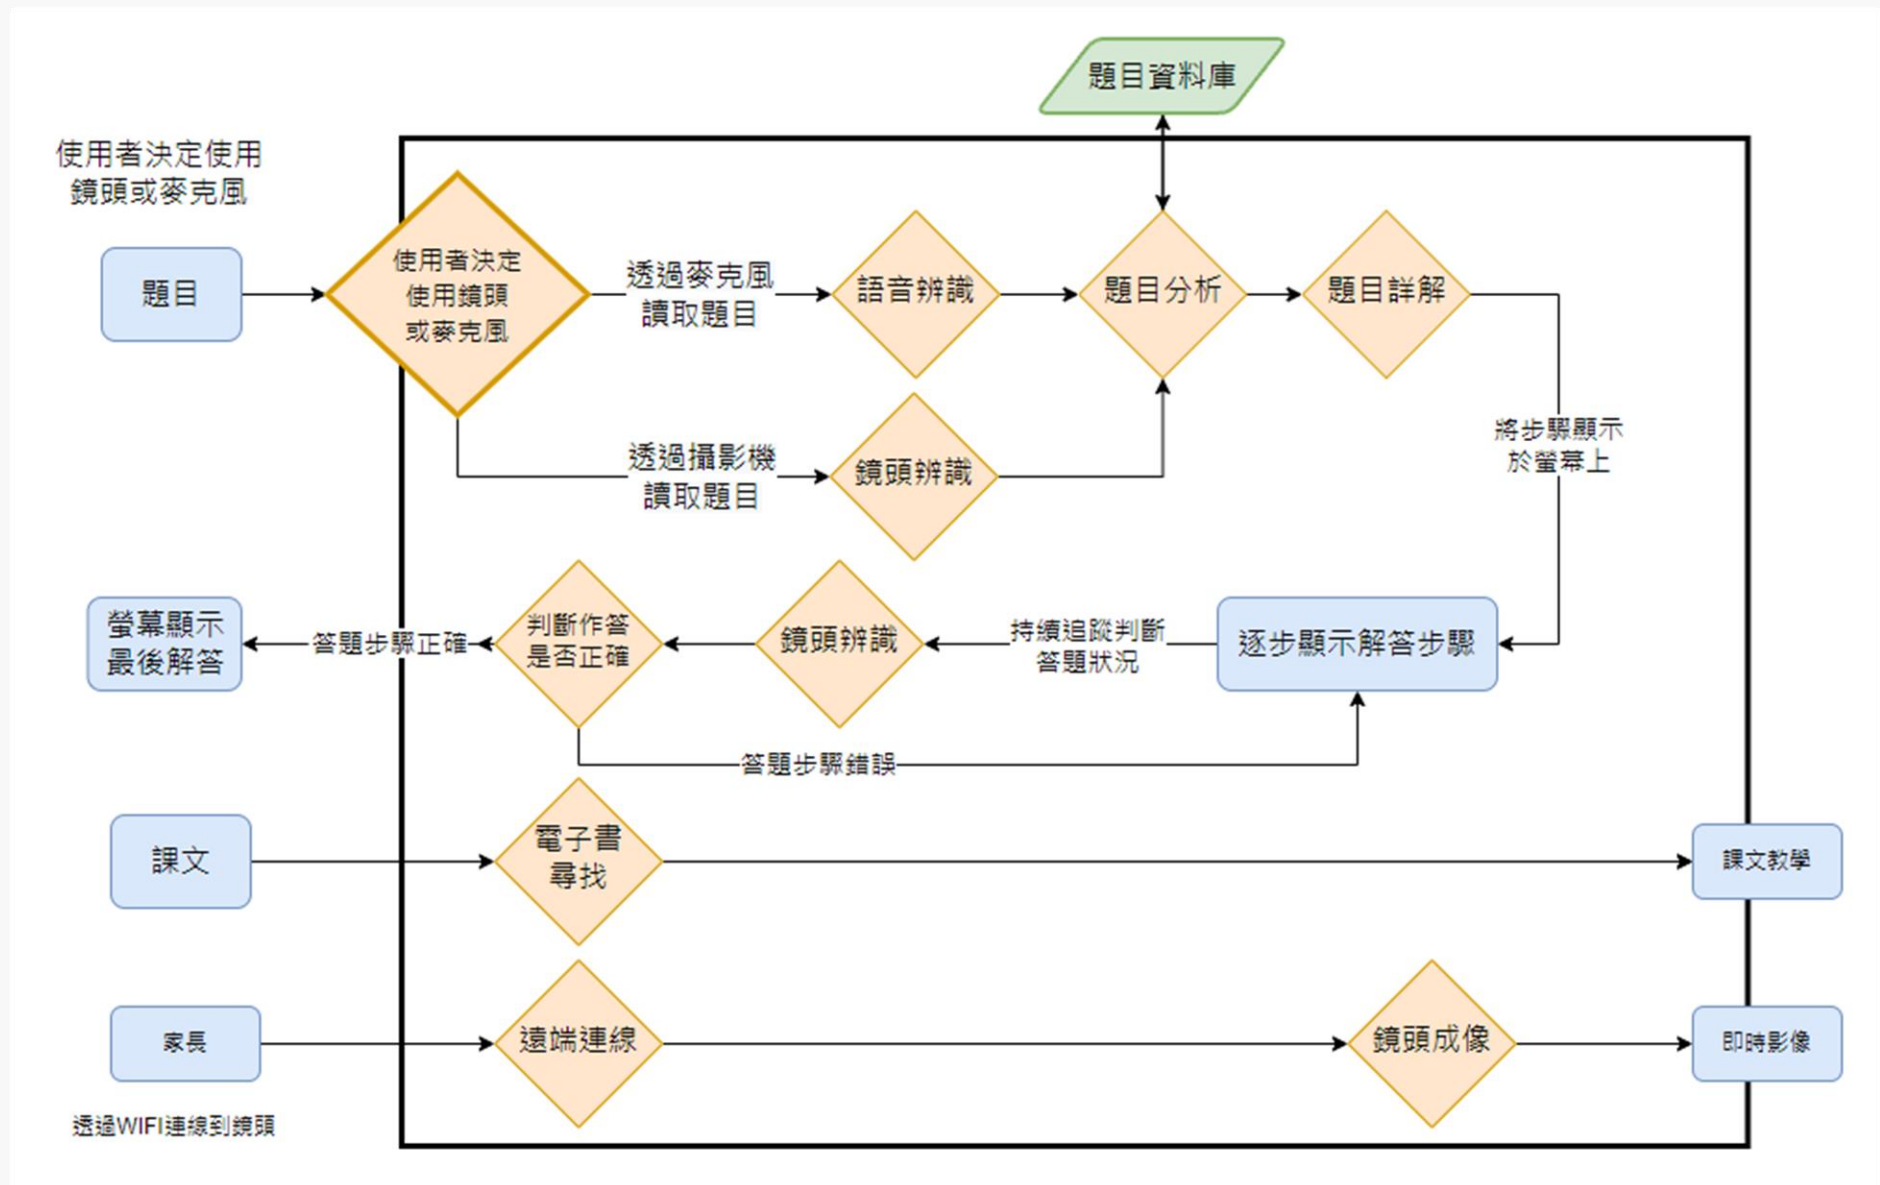 題目資料庫
使用者決定使用
鏡頭或麥克風
題目
使用者決定
使用鏡頭
或麥克風
透過麥克風
讀取題目
語音辨識
題目分析
題目詳解
透過攝影機
讀取題目
鏡頭辨識
將步驟顯示
於螢幕上
螢幕顯示
最後解答
答題步驟正確
判斷作答
是否正確
鏡頭辨識
持續追蹤判斷
答題狀況
逐步顯示解答步驟
答題步驟錯誤
課文
電子書
尋找
課文教學
家長
遠端連線
鏡頭成像
即時影像
透過WIFI連線到鏡頭